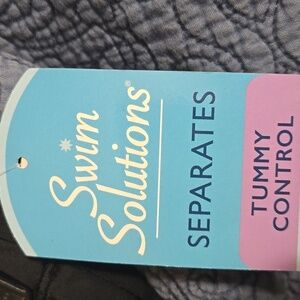 Swim
Solutions®
SEPARATES
TUMMY
CONTROL